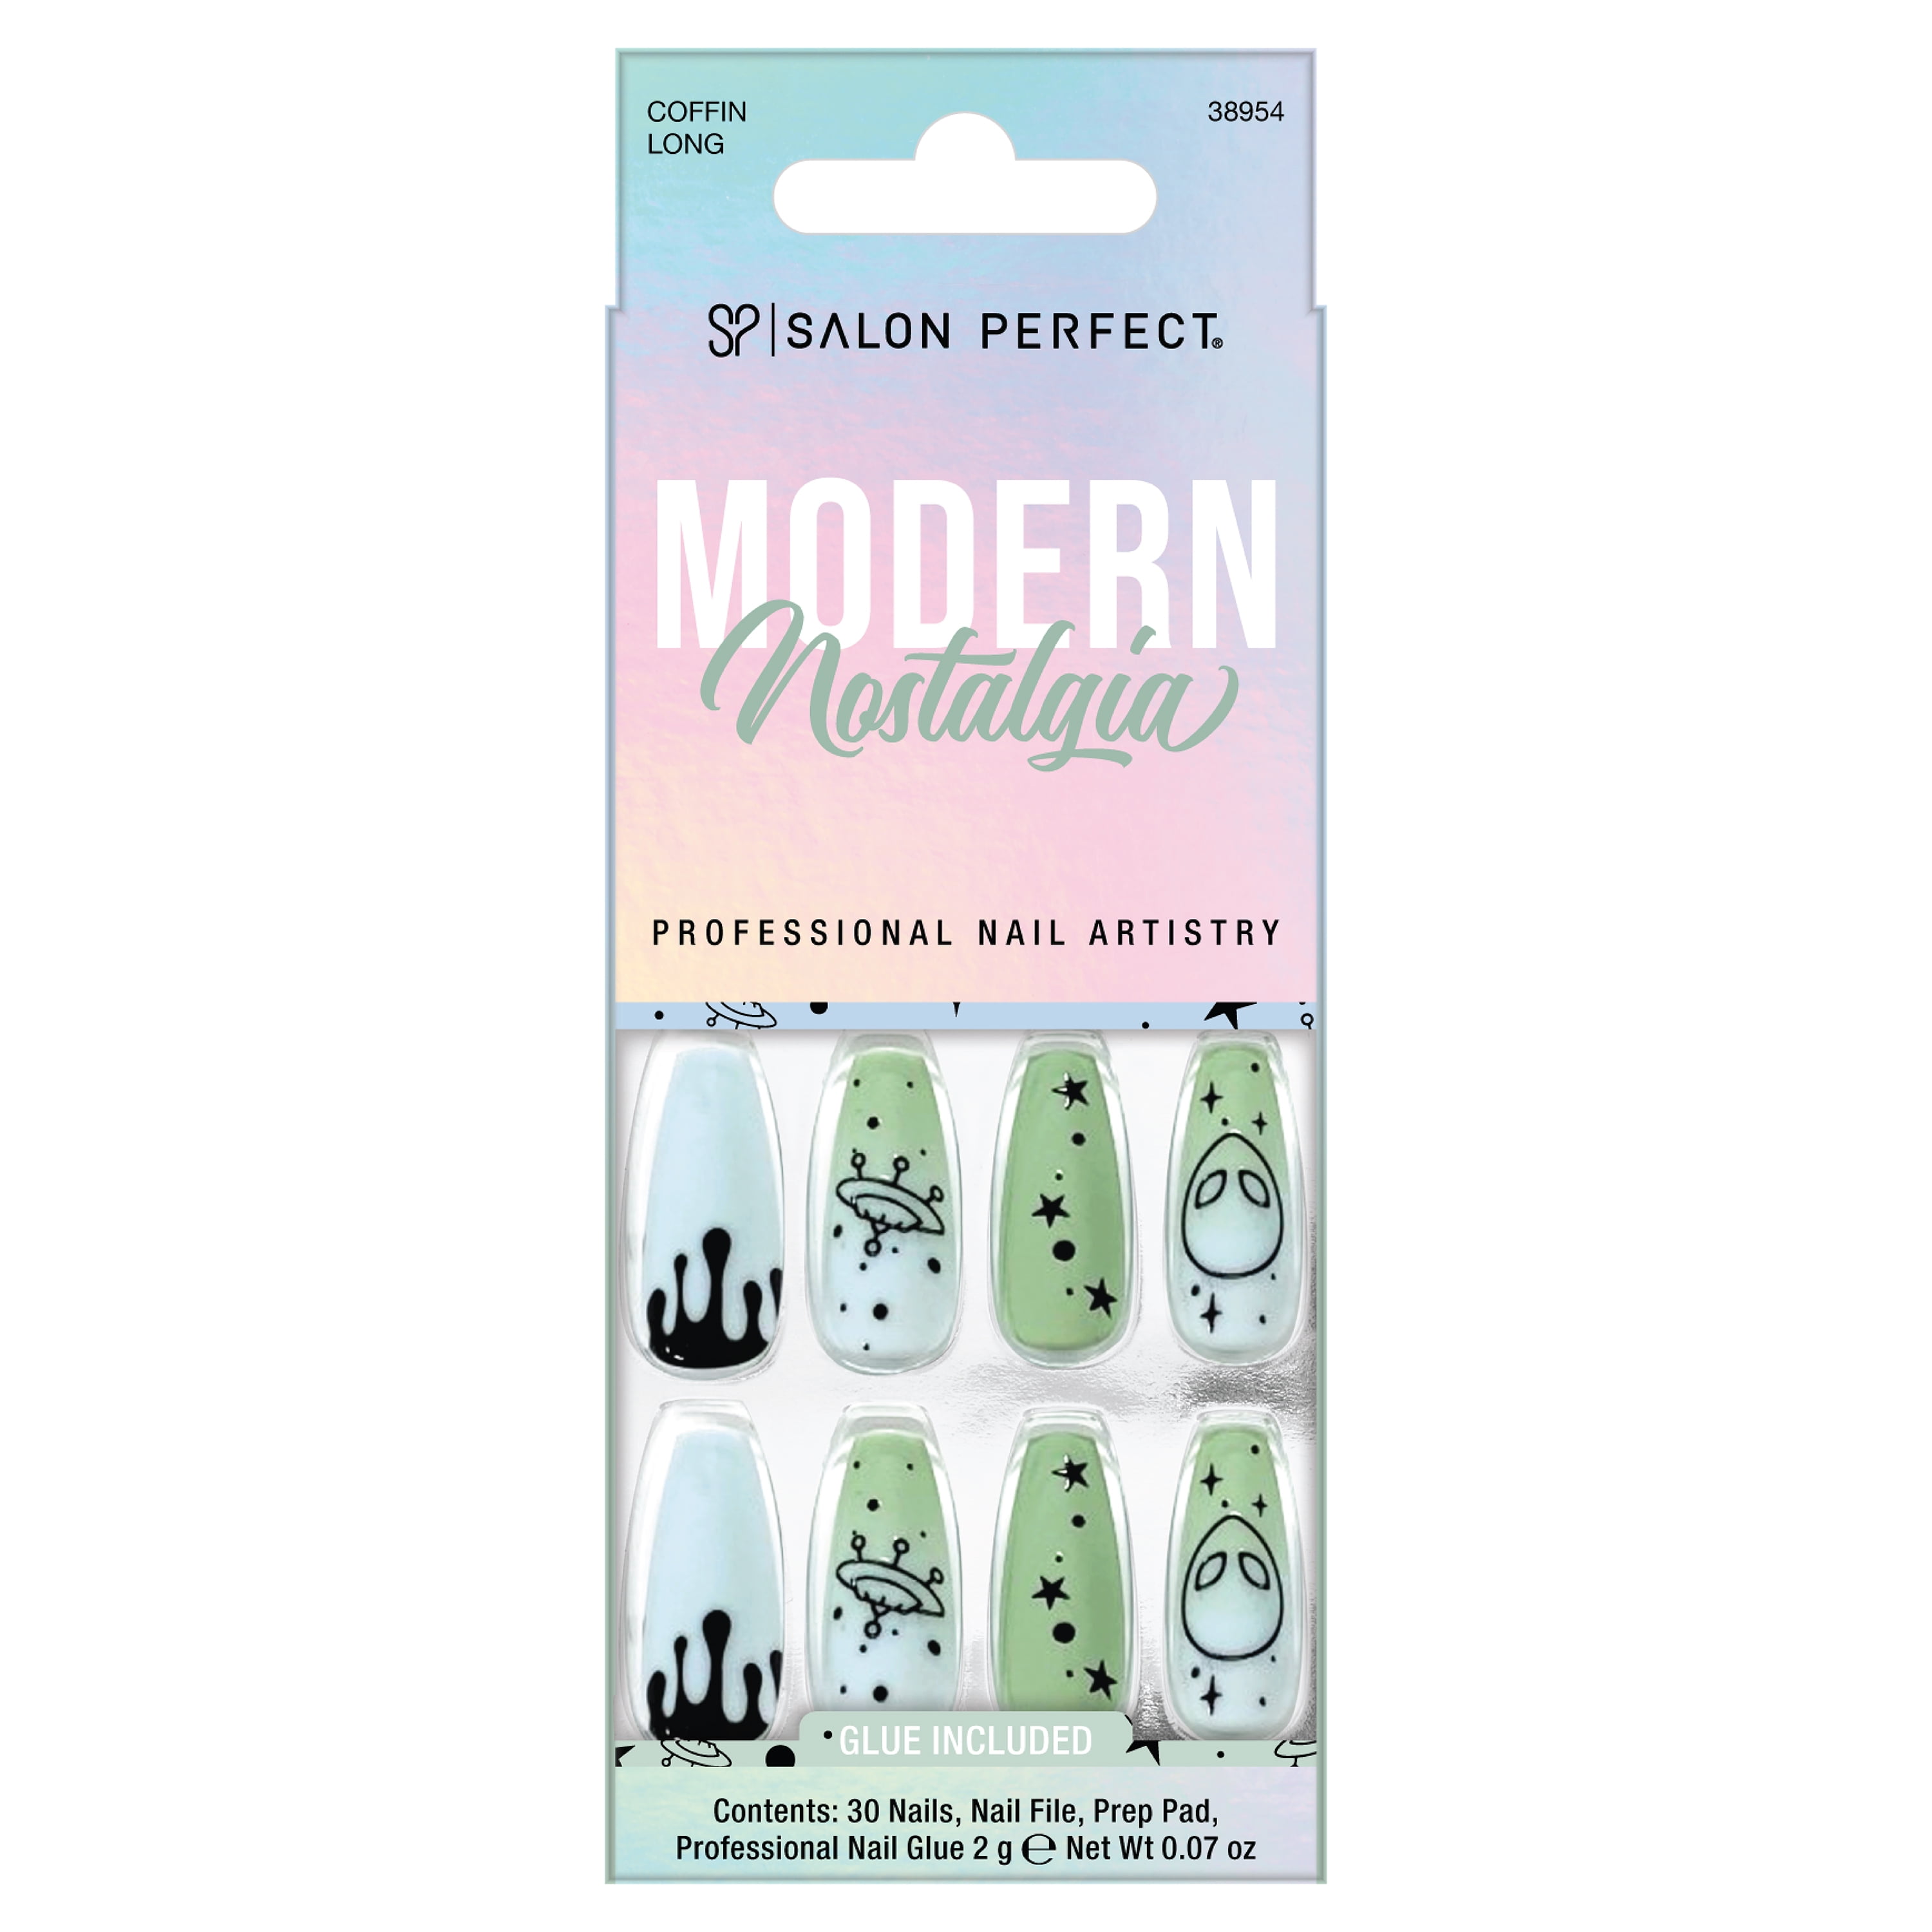 COFFIN
LONG
38954
SP | SALON PERFECT®
MODERN
Nostalgia
PROFESSIONAL NAIL ARTISTRY
GLUE INCLUDED
Contents: 30 Nails, Nail File, Prep Pad,
Professional Nail Glue 2 g ℮ Net Wt 0.07 oz